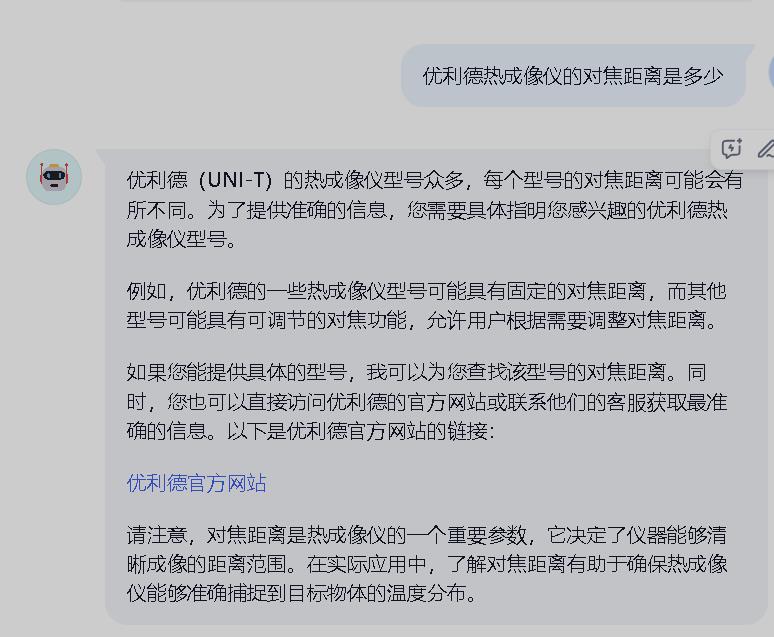 优利德热成像仪的对焦距离是多少
优利德（UNI-T）的热成像仪型号众多，每个型号的对焦距离可能会有
所不同。为了提供准确的信息，您需要具体指明您感兴趣的优利德热
成像仪型号。
例如，优利德的一些热成像仪型号可能具有固定的对焦距离，而其他
型号可能具有可调节的对焦功能，允许用户根据需要调整对焦距离。
如果您能提供具体的型号，我可以为您查找该型号的对焦距离。同
时，您也可以直接访问优利德的官方网站或联系他们的客服获取最准
确的信息。以下是优利德官方网站的链接：
优利德官方网站
请注意，对焦距离是热成像仪的一个重要参数，它决定了仪器能够清
晰成像的距离范围。在实际应用中，了解对焦距离有助于确保热成像
仪能够准确捕捉到目标物体的温度分布。